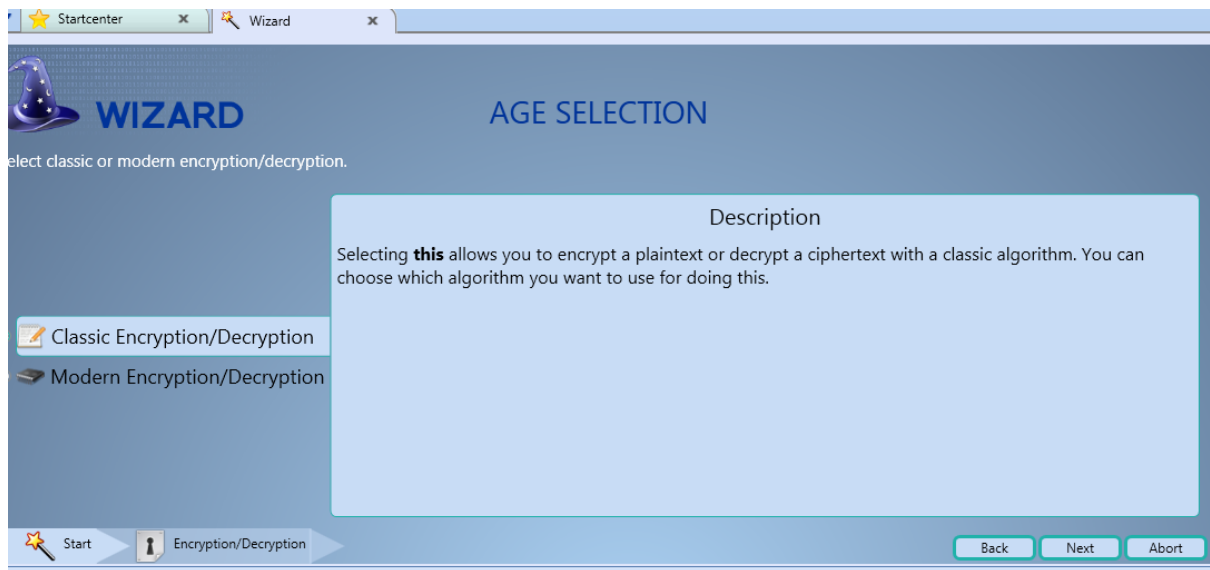 Startcenter
Wizard
WIZARD
AGE SELECTION
elect classic or modern encryption/decryption.
Description
Selecting this allows you to encrypt a plaintext or decrypt a ciphertext with a classic algorithm. You can
choose which algorithm you want to use for doing this.
Classic Encryption/Decryption
Modern Encryption/Decryption
Start
Encryption/Decryption
Back
Next
Abort